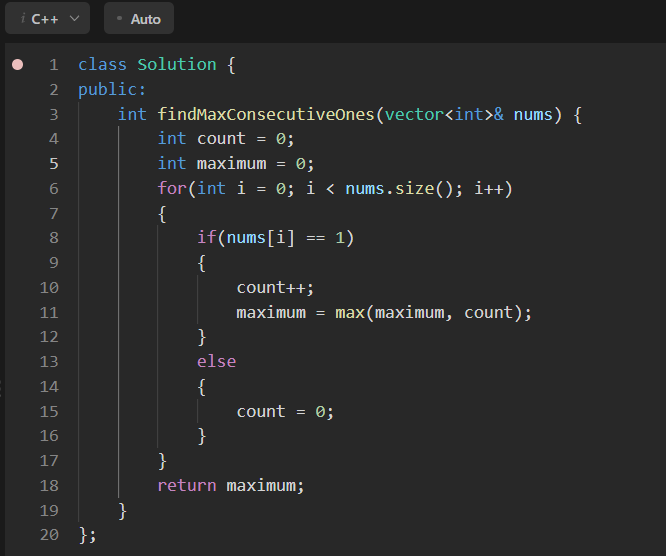 i C++ Auto
1 class Solution {
2 public:
3     int findMaxConsecutiveOnes(vector<int>& nums) {
4         int count = 0;
5         int maximum = 0;
6         for(int i = 0; i < nums.size(); i++)
7         {
8             if(nums[i] == 1)
9             {
10                 count++;
11                 maximum = max(maximum, count);
12             }
13             else
14             {
15                 count = 0;
16             }
17         }
18         return maximum;
19     }
20 };